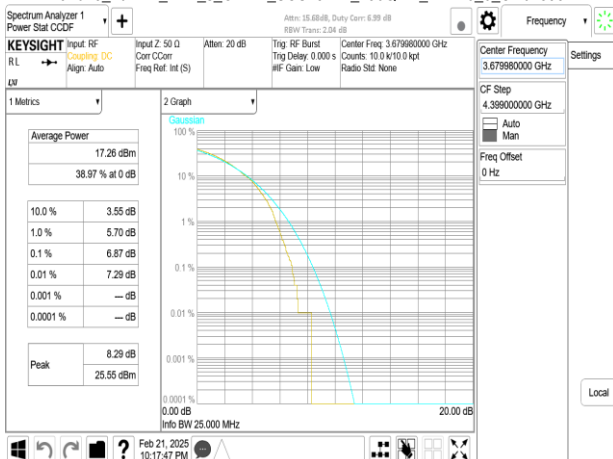 Spectrum Analyzer 1
Power Stat CCDF
Attn: 15.68dB, Duty Corr: 6.99 dB
RBW Trans: 2.04 dB
Frequency
KEYSIGHT
RL
Input: RF
Coupling: DC
Align: Auto
Input Z: 50 Ω
Corr CCorr
Freq Ref: Int (S)
Atten: 20 dB
Trig: RF Burst
Trig Delay: 0.000 s
#IF Gain: Low
Center Freq: 3.679980000 GHz
Counts: 10.0 k/10.0 kpt
Radio Std: None
Center Frequency
3.679980000 GHz
Settings
CF Step
4.399000000 GHz
Auto
Man
Freq Offset
0 Hz
1 Metrics
Average Power
17.26 dBm
38.97 % at 0 dB
10.0 % 3.55 dB
1.0 % 5.70 dB
0.1 % 6.87 dB
0.01 % 7.29 dB
0.001 % --- dB
0.0001 % --- dB
Peak
8.29 dB
25.55 dBm
2 Graph
Gaussian
100 %
10 %
1 %
0.1 %
0.01 %
0.001 %
0.0001 %
0.00 dB
20.00 dB
Info BW 25.000 MHz
Local
?
Feb 21, 2025
10:17:47 PM